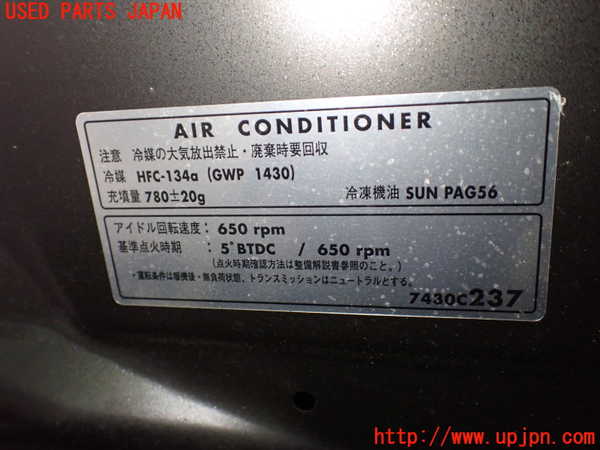 USED PARTS JAPAN
AIR CONDITIONER
注意 冷媒の大気放出禁止・廃棄時要回収
冷媒 HFC-134a (GWP 1430)
充填量 780±20g 冷凍機油 SUN PAG56
アイドル回転速度： 650 rpm
基準点火時期 ： 5°BTDC / 650 rpm
(点火時期確認方法は整備解説書参照のこと。)
・運転条件は暖機後・無負荷状態、トランスミッションはニュートラルとする。
7430C237
http://www.upjpn.com/